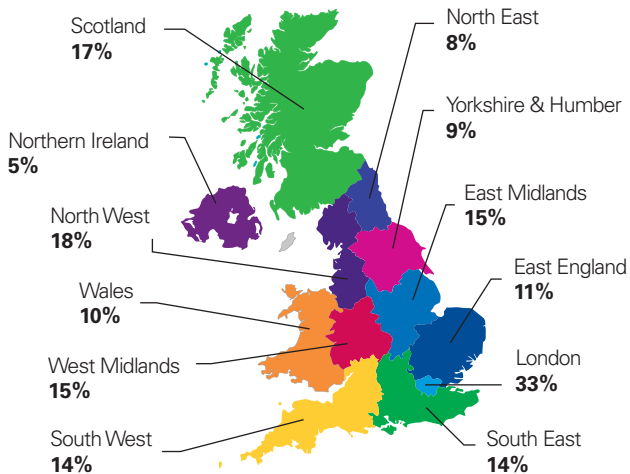 Scotland
17%
North East
8%
Yorkshire & Humber
9%
Northern Ireland
5%
East Midlands
15%
North West
18%
East England
11%
Wales
10%
London
33%
West Midlands
15%
South West
14%
South East
14%